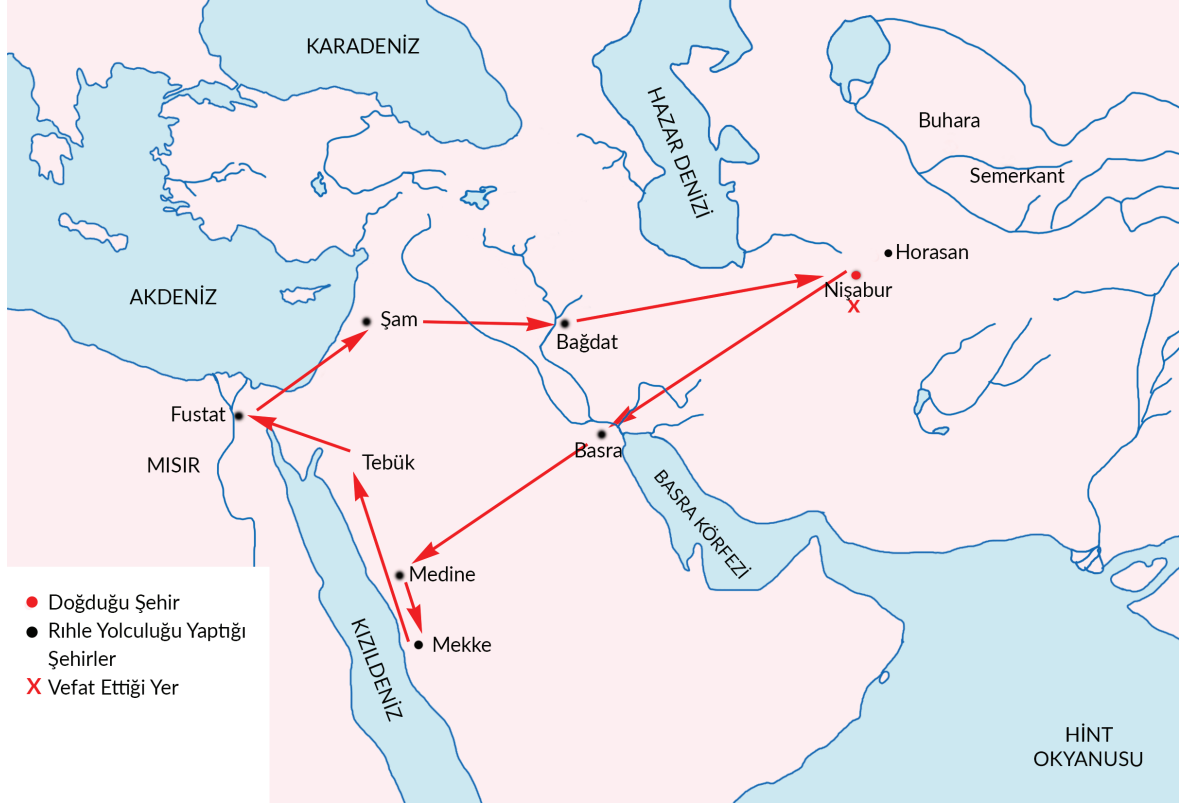 KARADENİZ
HAZAR DENİZİ
Buhara
Semerkant
Horasan
AKDENİZ
Nişabur
X
Şam
Bağdat
Fustat
Basra
MISIR
Tebük
BASRA KÖRFEZİ
Medine
Mekke
KIZILDENİZ
HİNT
OKYANUSU
Doğduğu Şehir
Rıhle Yolculuğu Yaptığı
Şehirler
X Vefat Ettiği Yer